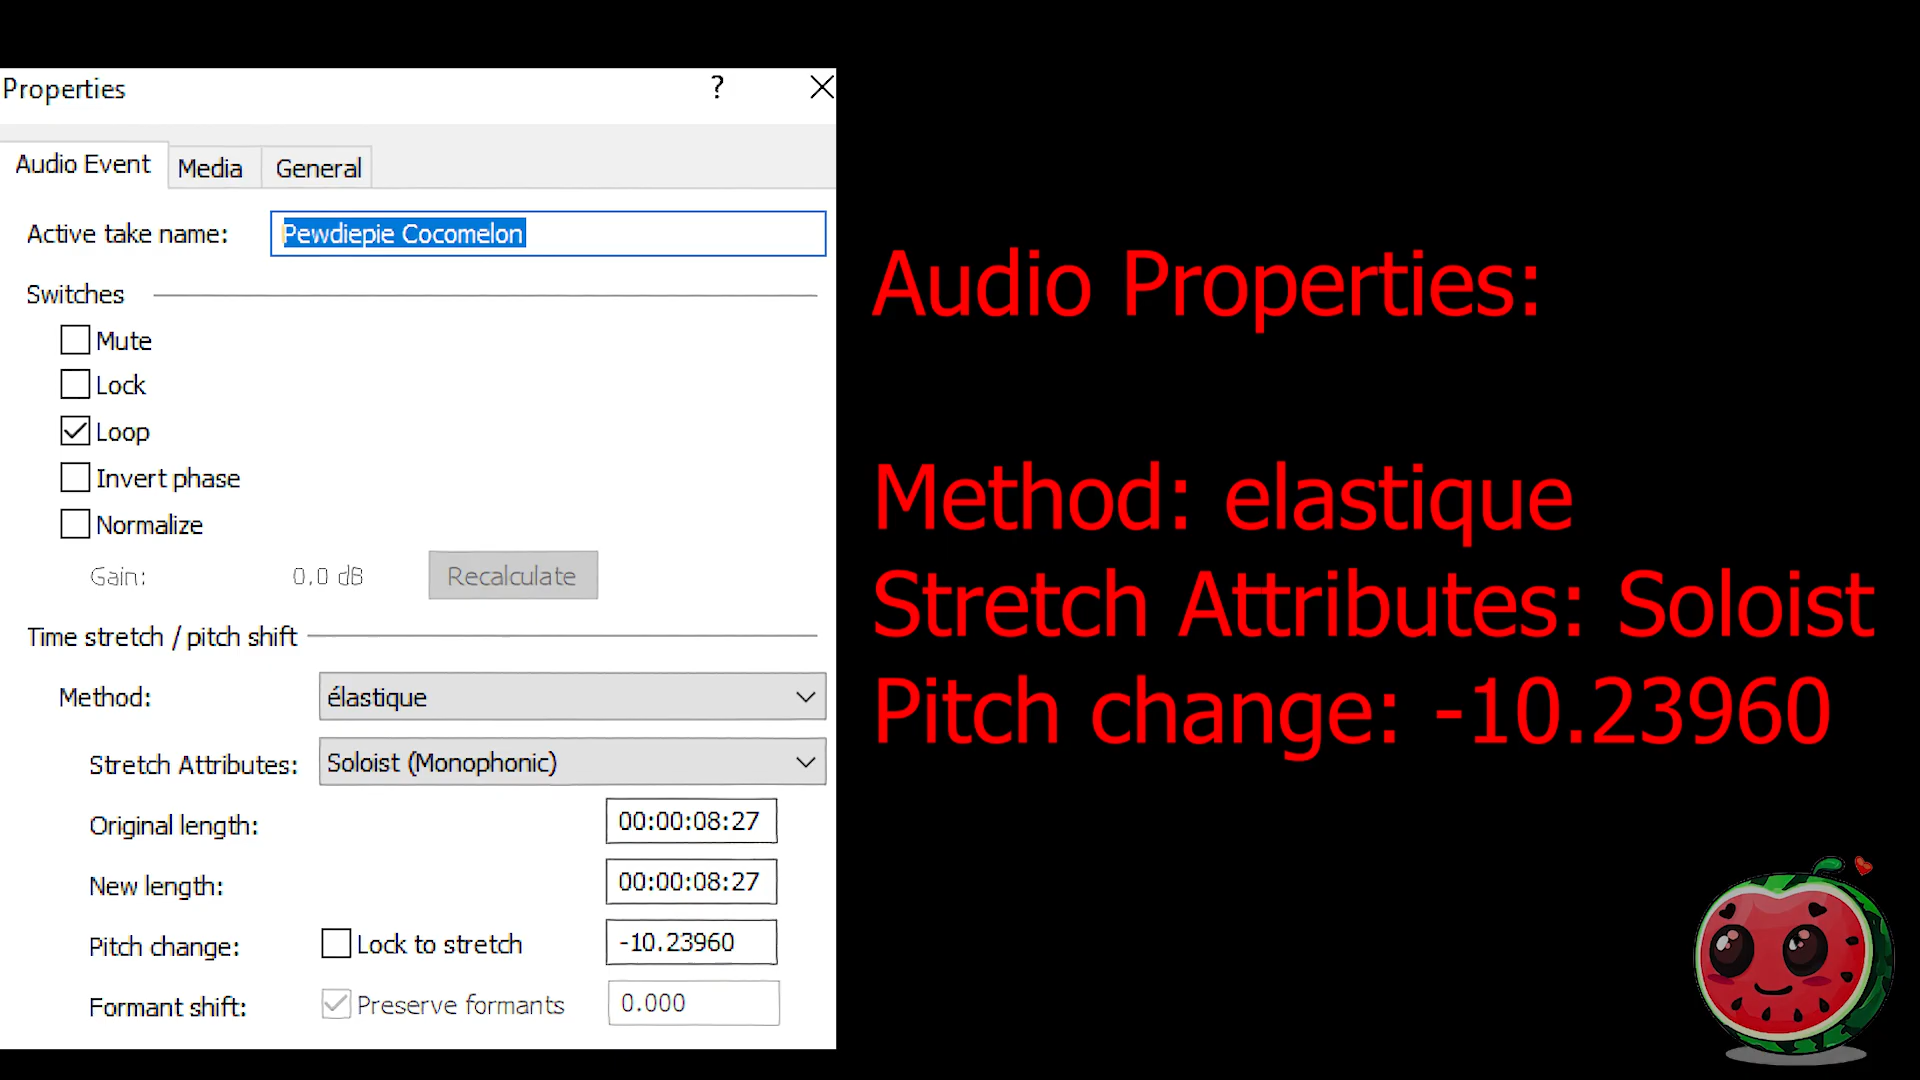 Properties
?
Audio Event
Media
General
Active take name:
Pewdiepie Cocomelon
Switches
Mute
Lock
Loop
Invert phase
Normalize
Gain:
0,0 dB
Recalculate
Time stretch / pitch shift
Method:
élastique
Stretch Attributes:
Soloist (Monophonic)
Original length:
00:00:08:27
New length:
00:00:08:27
Pitch change:
Lock to stretch
-10.23960
Formant shift:
Preserve formants
0.000
Audio Properties:
Method: elastique
Stretch Attributes: Soloist
Pitch change: -10.23960